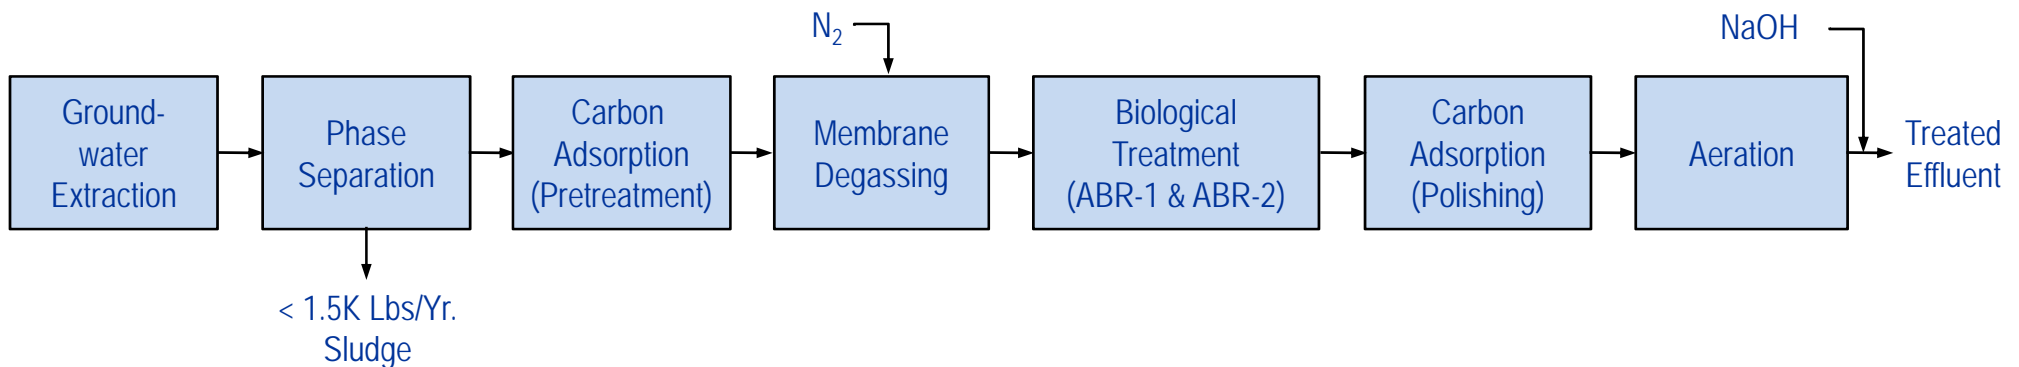 N₂
NaOH
Ground-
water
Extraction
Phase
Separation
Carbon
Adsorption
(Pretreatment)
Membrane
Degassing
Biological
Treatment
(ABR-1 & ABR-2)
Carbon
Adsorption
(Polishing)
Aeration
Treated
Effluent
< 1.5K Lbs/Yr.
Sludge